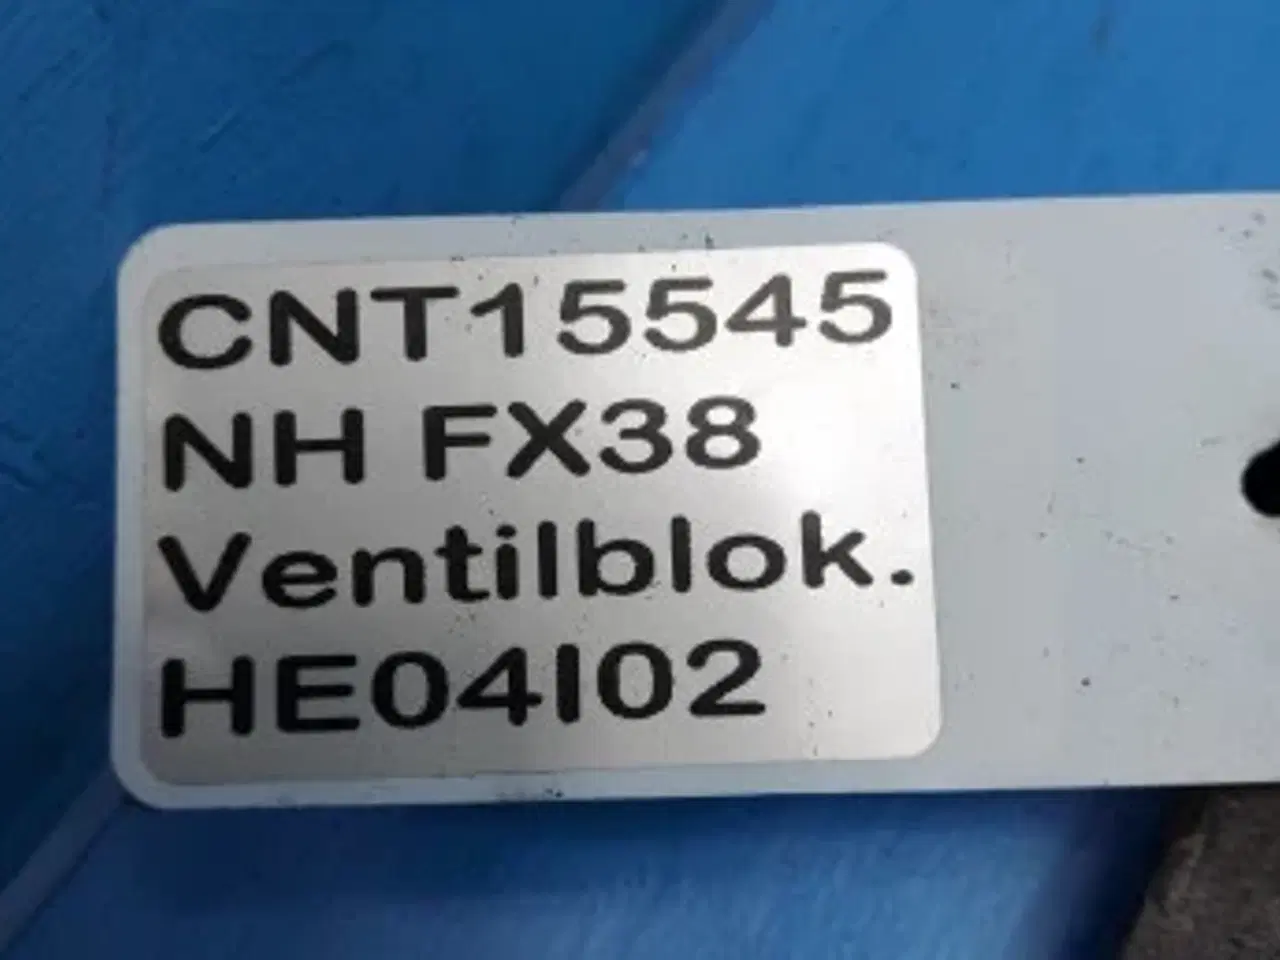 CNT15545
NH FX38
Ventilblok.
HE04I02